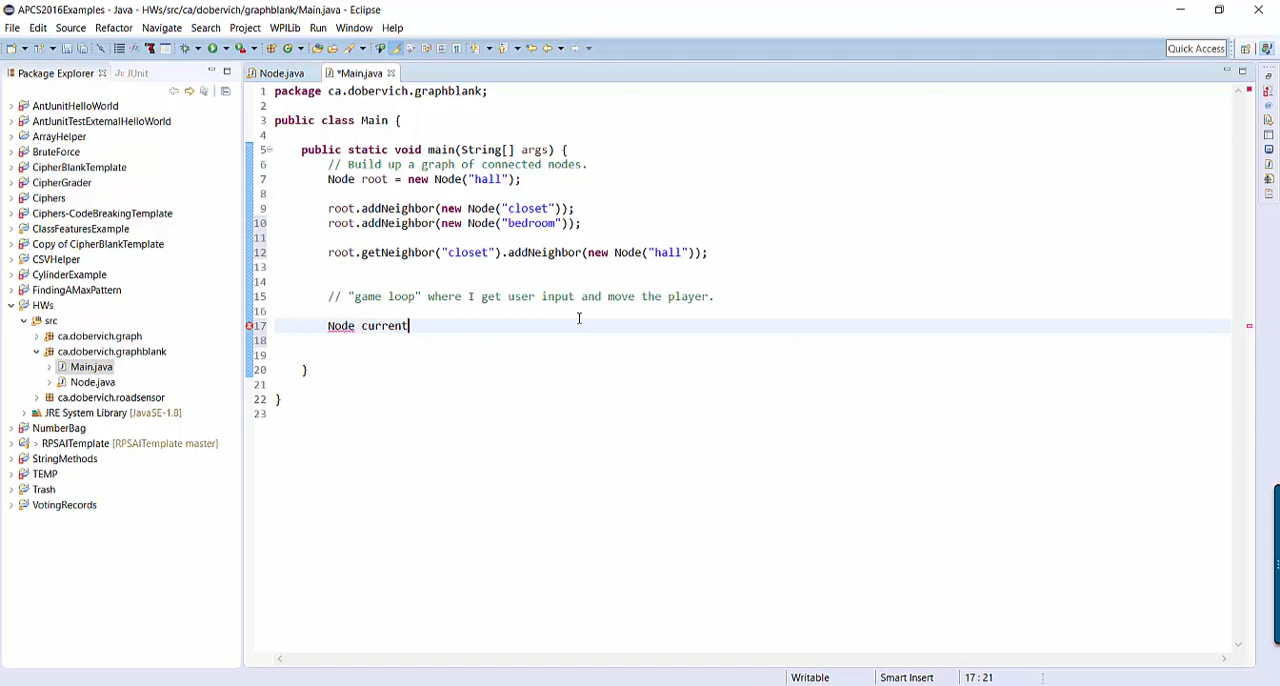 APCS2016Examples - Java - HWs/src/ca/dobervich/graphblank/Main.java - Eclipse
File Edit Source Refactor Navigate Search Project WPILib Run Window Help
Quick Access
Package Explorer JUnit
Node.java *Main.java
AntJunitHelloWorld
AntJunitTestExternalHelloWorld
ArrayHelper
BruteForce
CipherBlankTemplate
CipherGrader
Ciphers
Ciphers-CodeBreakingTemplate
ClassFeaturesExample
Copy of CipherBlankTemplate
CSVHelper
CylinderExample
FindingAMaxPattern
HWs
src
ca.dobervich.graph
ca.dobervich.graphblank
Main.java
Node.java
ca.dobervich.roadsensor
JRE System Library [JavaSE-1.8]
NumberBag
> RPSAITemplate [RPSAITemplate master]
StringMethods
TEMP
Trash
VotingRecords
1 package ca.dobervich.graphblank;
2
3 public class Main {
4
5 public static void main(String[] args) {
6 // Build up a graph of connected nodes.
7 Node root = new Node("hall");
8
9 root.addNeighbor(new Node("closet"));
10 root.addNeighbor(new Node("bedroom"));
11
12 root.getNeighbor("closet").addNeighbor(new Node("hall"));
13
14
15 // "game loop" where I get user input and move the player.
16
17 Node current
18
19
20 }
21
22 }
23
Writable Smart Insert 17 : 21